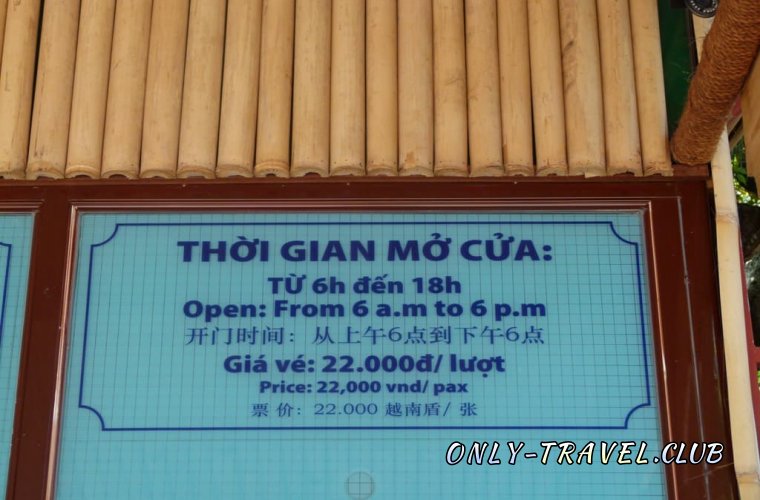 THỜI GIAN MỞ CỬA:
TỪ 6h đến 18h
Open: From 6 a.m to 6 p.m
开门时间：从上午6点到下午6点
Giá vé: 22.000đ/ lượt
Price: 22,000 vnd/ pax
票 价：22.000 越南盾/ 张
ONLY-TRAVEL.CLUB